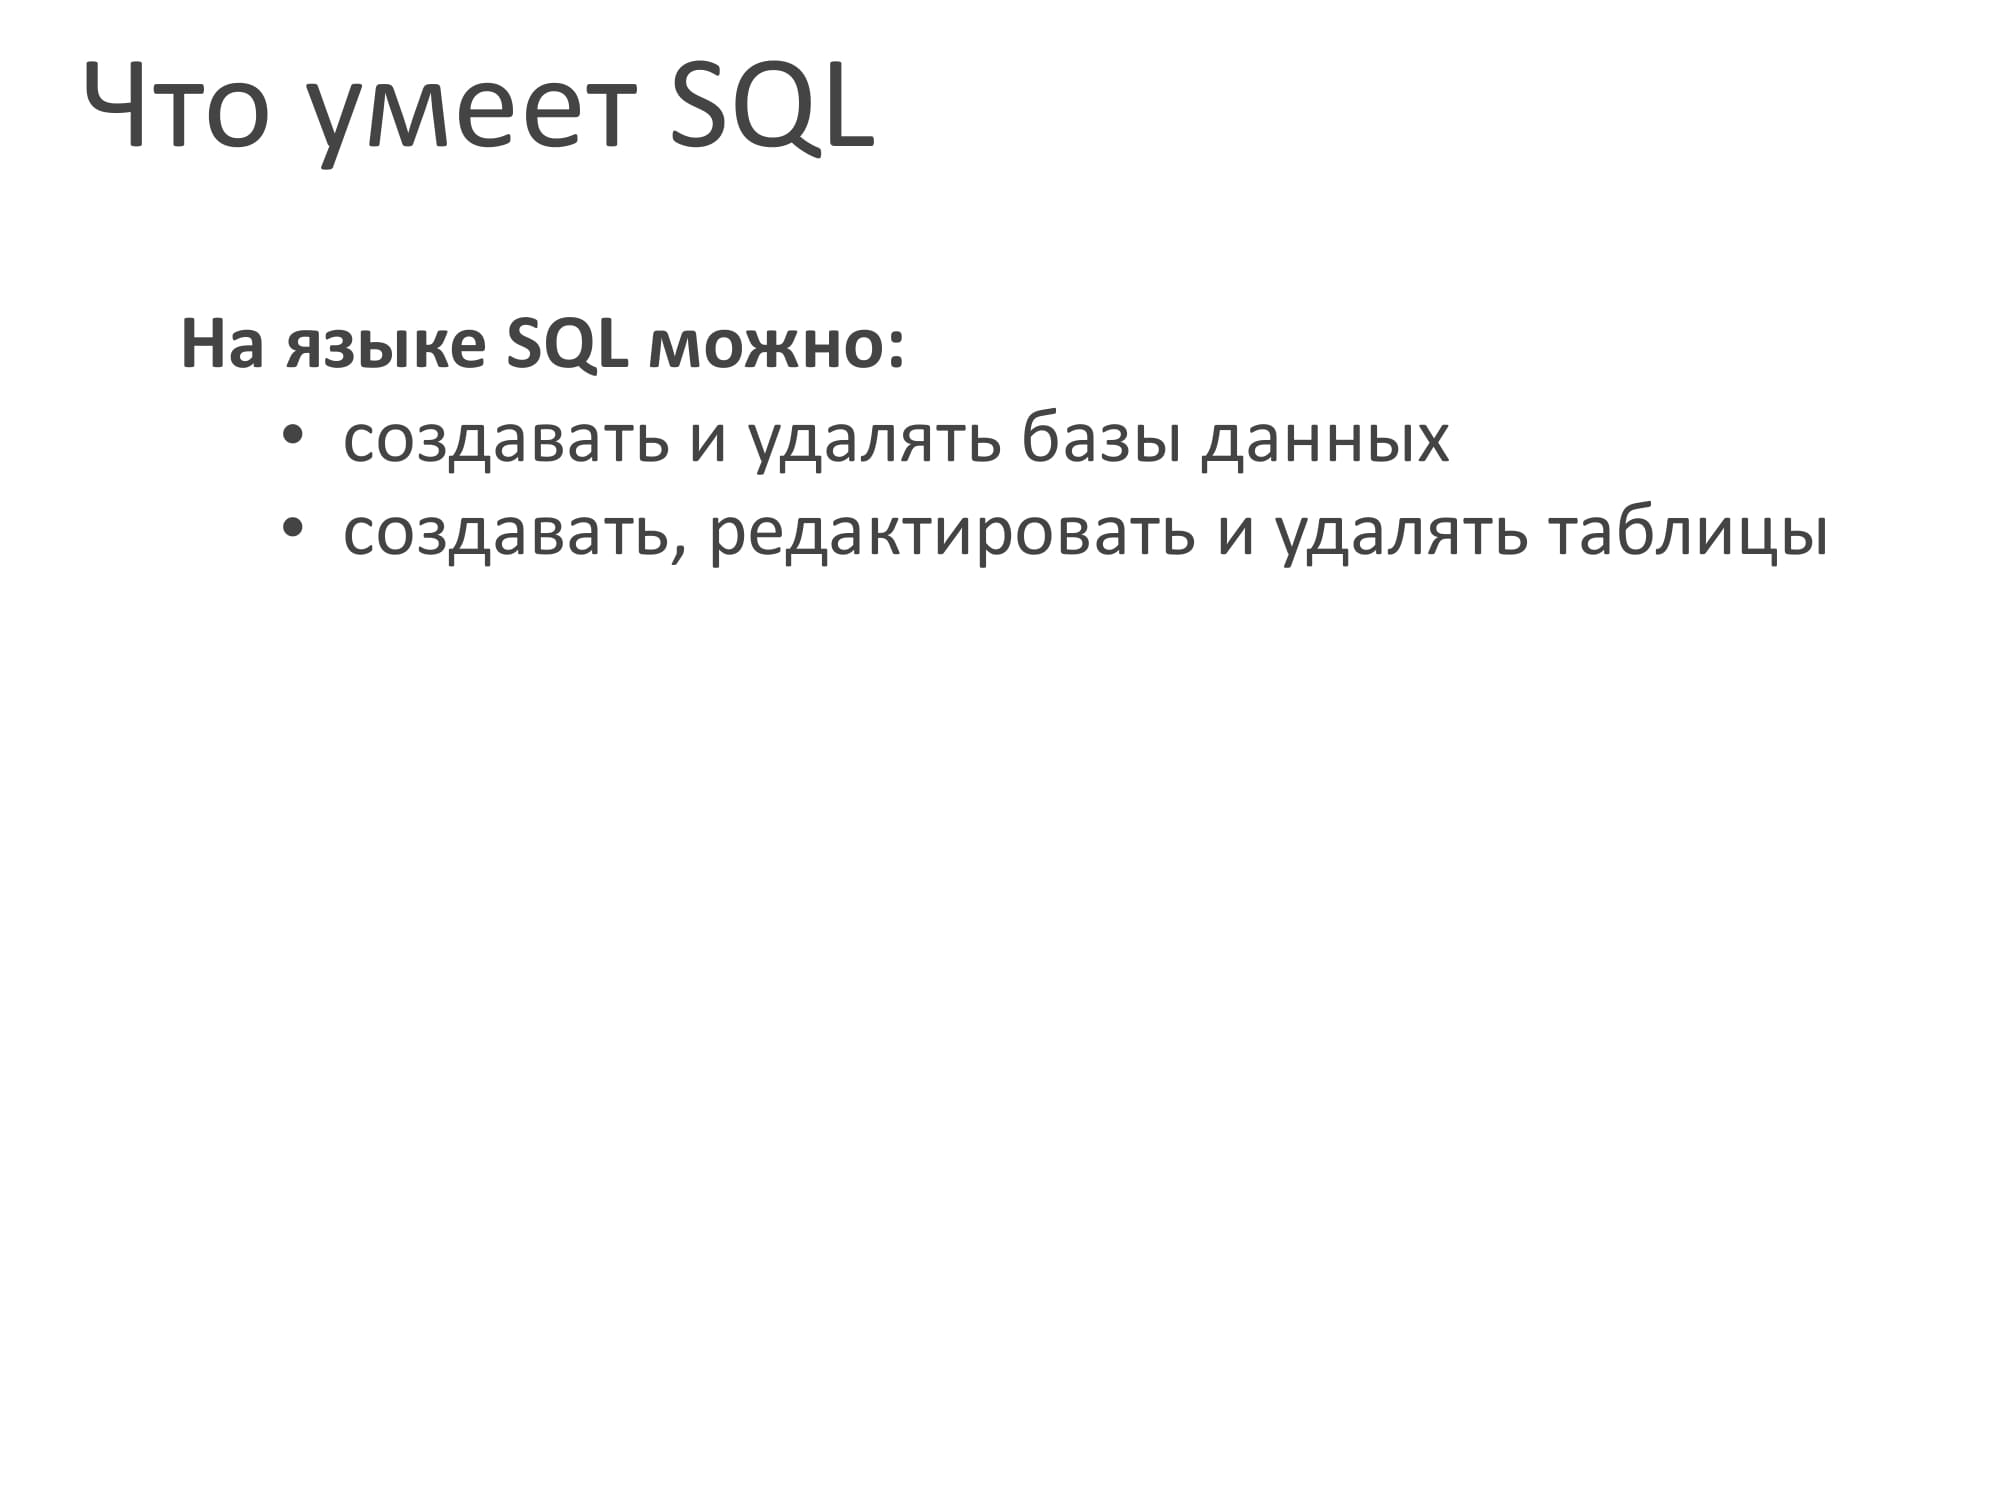 Что умеет SQL
На языке SQL можно:
• создавать и удалять базы данных
• создавать, редактировать и удалять таблицы